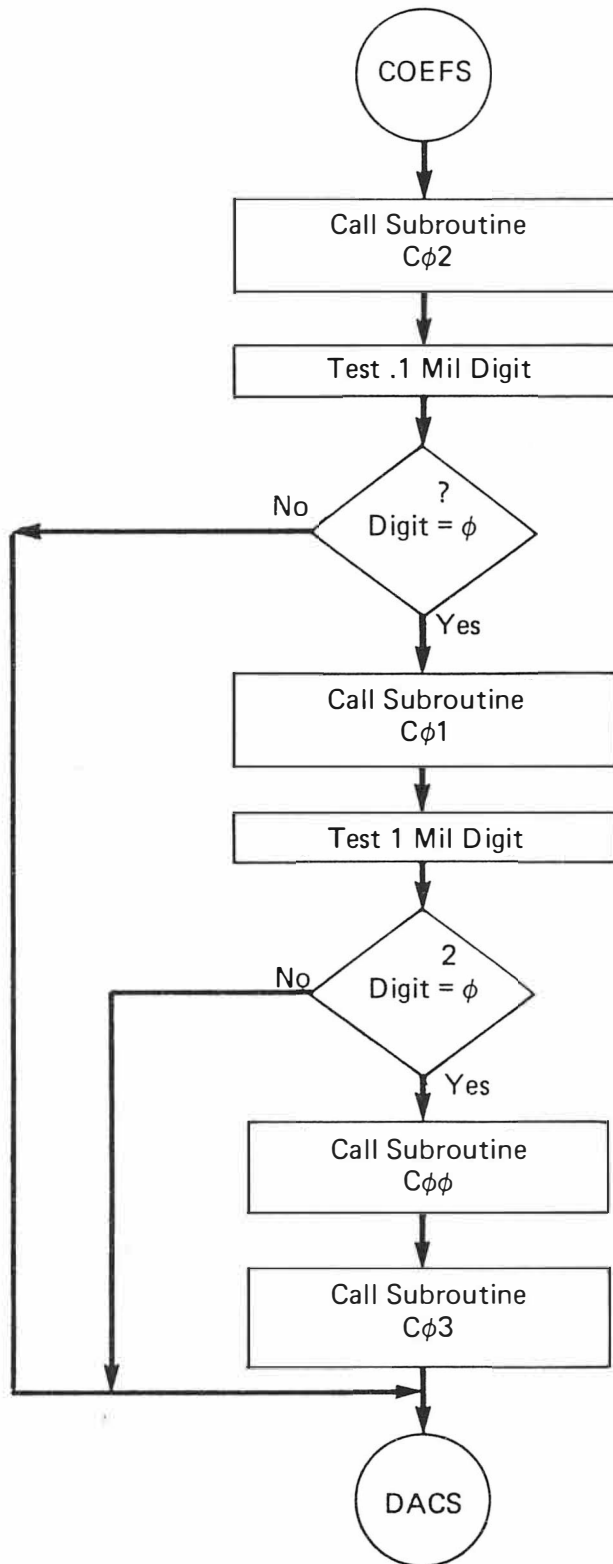 COEFS
Call Subroutine
Cϕ2
Test .1 Mil Digit
?
Digit = ϕ
No
Yes
Call Subroutine
Cϕ1
Test 1 Mil Digit
2
Digit = ϕ
No
Yes
Call Subroutine
Cϕϕ
Call Subroutine
Cϕ3
DACS